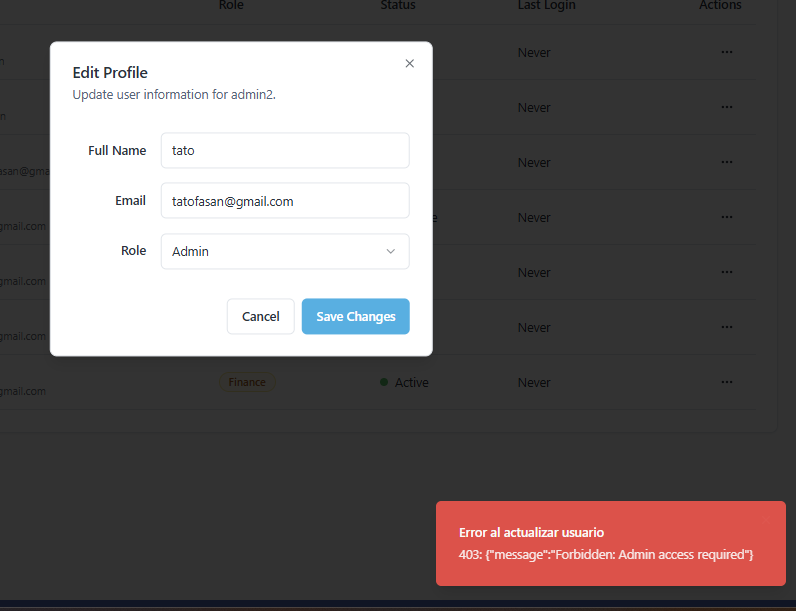 Role Status Last Login Actions
Never
Never
Never
Never
Never
Never
Finance Active Never
asan@gma
gmail.com
gmail.com
gmail.com
gmail.com
Edit Profile
Update user information for admin2.
Full Name tato
Email tatofasan@gmail.com
Role Admin
Cancel Save Changes
Error al actualizar usuario
403: {"message":"Forbidden: Admin access required"}